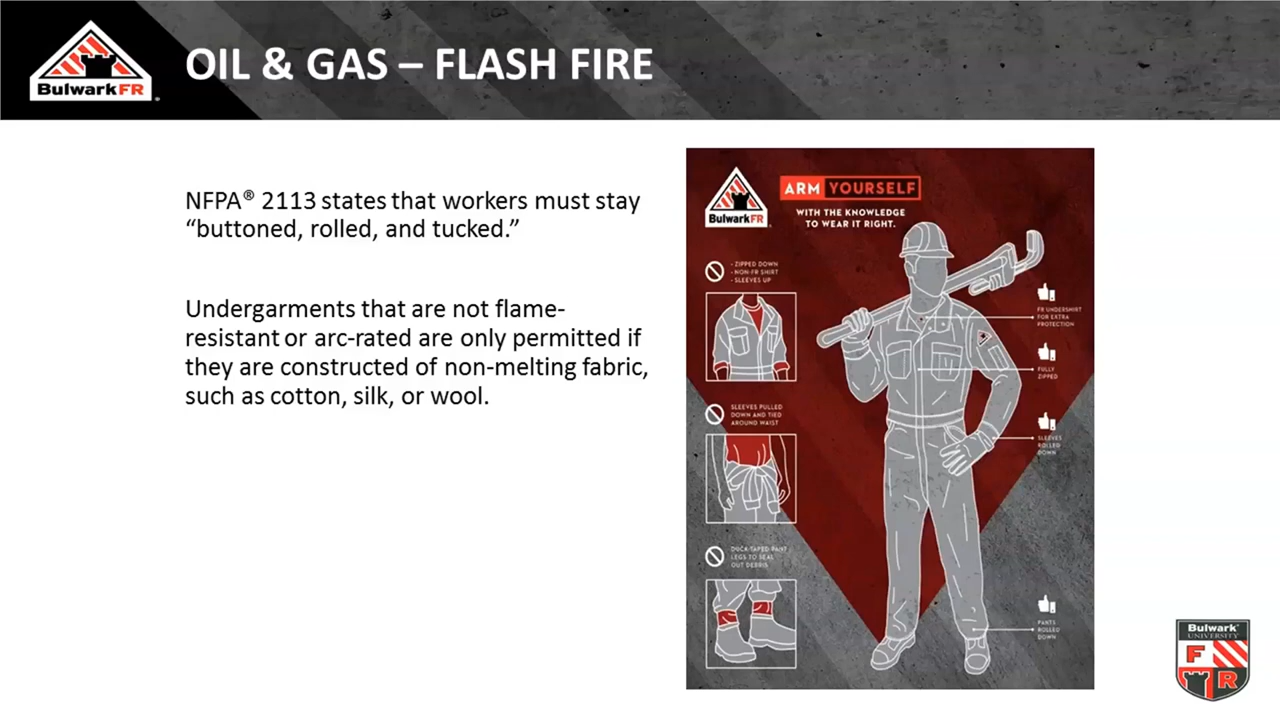 BulwarkFR®
OIL & GAS – FLASH FIRE
NFPA® 2113 states that workers must stay
“buttoned, rolled, and tucked.”
Undergarments that are not flame-
resistant or arc-rated are only permitted if
they are constructed of non-melting fabric,
such as cotton, silk, or wool.
BulwarkFR®
ARM YOURSELF
WITH THE KNOWLEDGE
TO WEAR IT RIGHT.
- ZIPPED DOWN
- NON-FR SHIRT
- SLEEVES UP
SLEEVES PULLED
DOWN AND TIED
AROUND WAIST
DUCK-TAPED PANT
LEGS TO SEAL
OUT DEBRIS
FR UNDERSHIRT
FOR EXTRA
PROTECTION
FULLY
ZIPPED
SLEEVES
ROLLED
DOWN
PANTS
ROLLED
DOWN
Bulwark®
UNIVERSITY
F
R